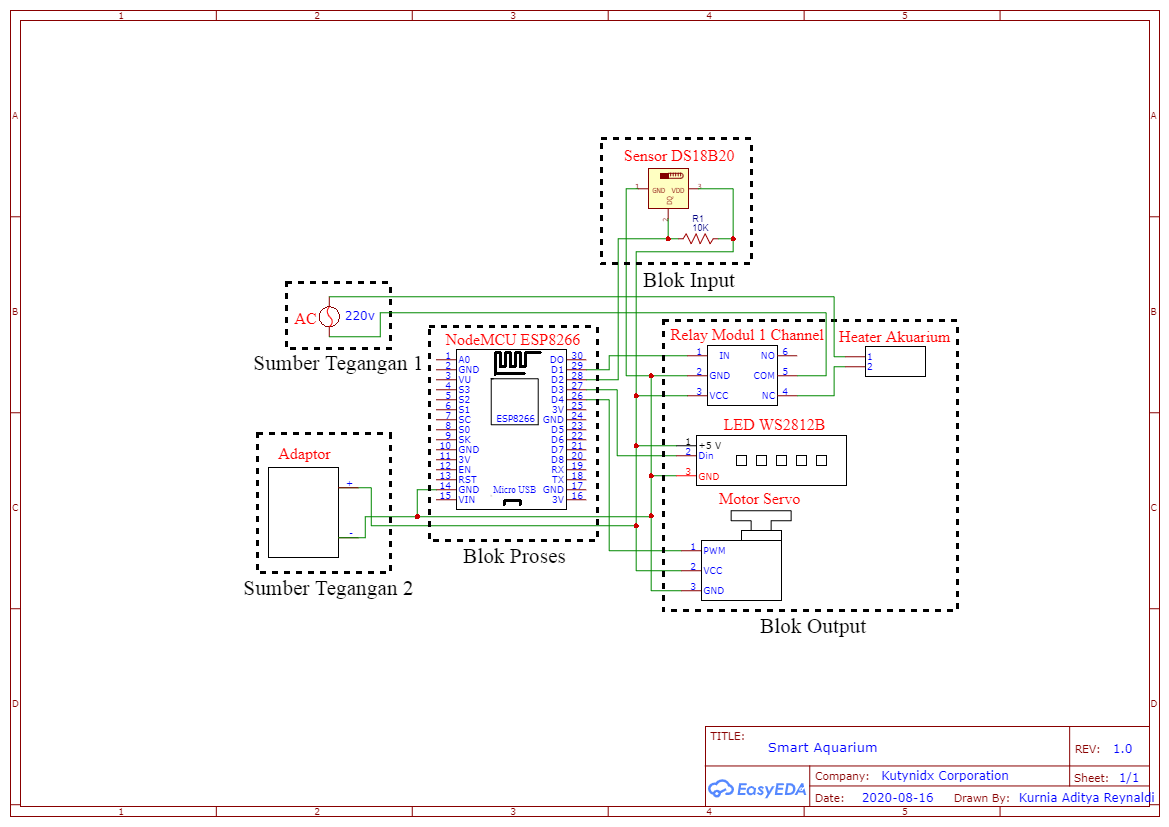 1 2 3 4 5
A
B
C
D
A
B
C
D
Sensor DS18B20
1 GND VDD 3
DQ
2
R1
10K
Blok Input
AC 220v
Sumber Tegangan 1
NodeMCU ESP8266
1 A0
2 GND
3 VU
4 S3
5 S2
6 S1
7 SC
8 S0
9 SK
10 GND
11 3V
12 EN
13 RST
14 GND
15 VIN
DO 30
D1 29
D2 28
D3 27
D4 26
3V 25
GND 24
D5 23
D6 22
D7 21
D8 20
RX 19
TX 18
GND 17
3V 16
ESP8266
Micro USB
Blok Proses
Adaptor
+
-
Sumber Tegangan 2
Relay Modul 1 Channel
1 IN NO 6
2 GND COM 5
3 VCC NC 4
Heater Akuarium
1
2
LED WS2812B
1 +5 V
2 Din
3 GND
Motor Servo
1 PWM
2 VCC
3 GND
Blok Output
TITLE:
Smart Aquarium
REV: 1.0
EasyEDA
Company: Kutynidx Corporation
Sheet: 1/1
Date: 2020-08-16 Drawn By: Kurnia Aditya Reynaldi
1 2 3 4 5